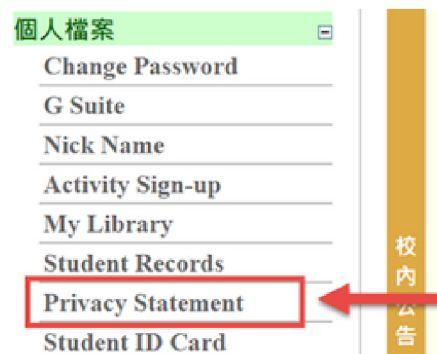 個人檔案
Change Password
G Suite
Nick Name
Activity Sign-up
My Library
Student Records
Privacy Statement
Student ID Card
校內公告